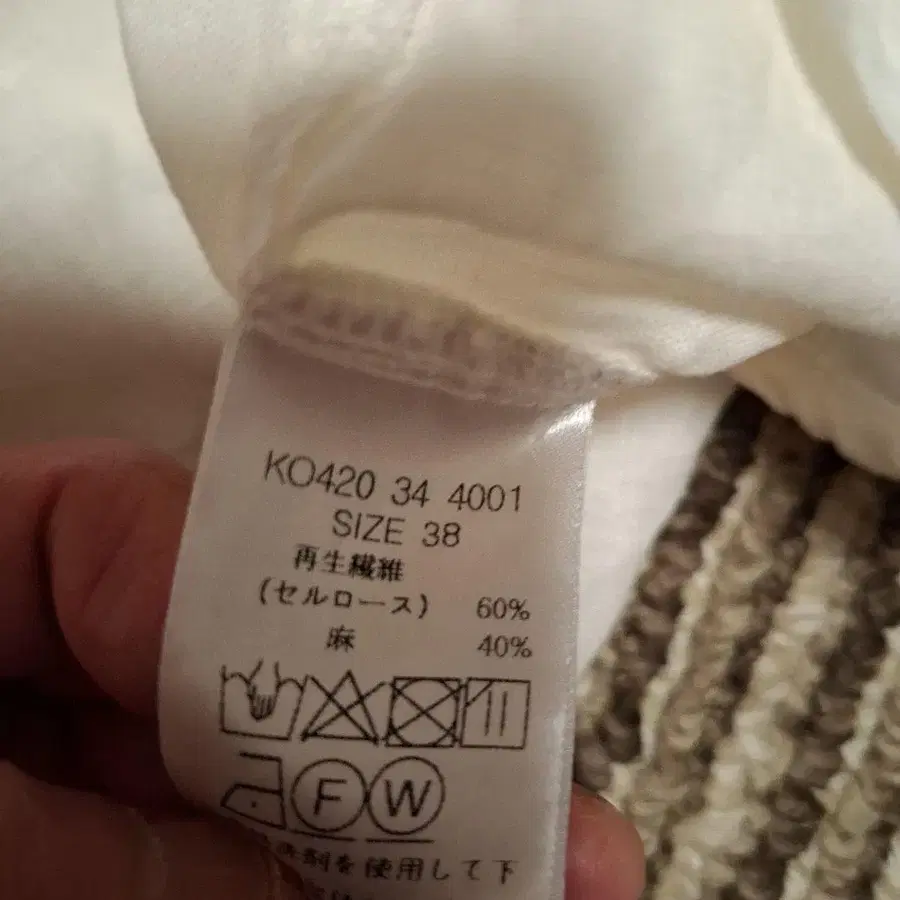 KO420 34 4001
SIZE 38
再生繊維
(セルロース) 60%
麻 40%
F W
洗剤を使用して下